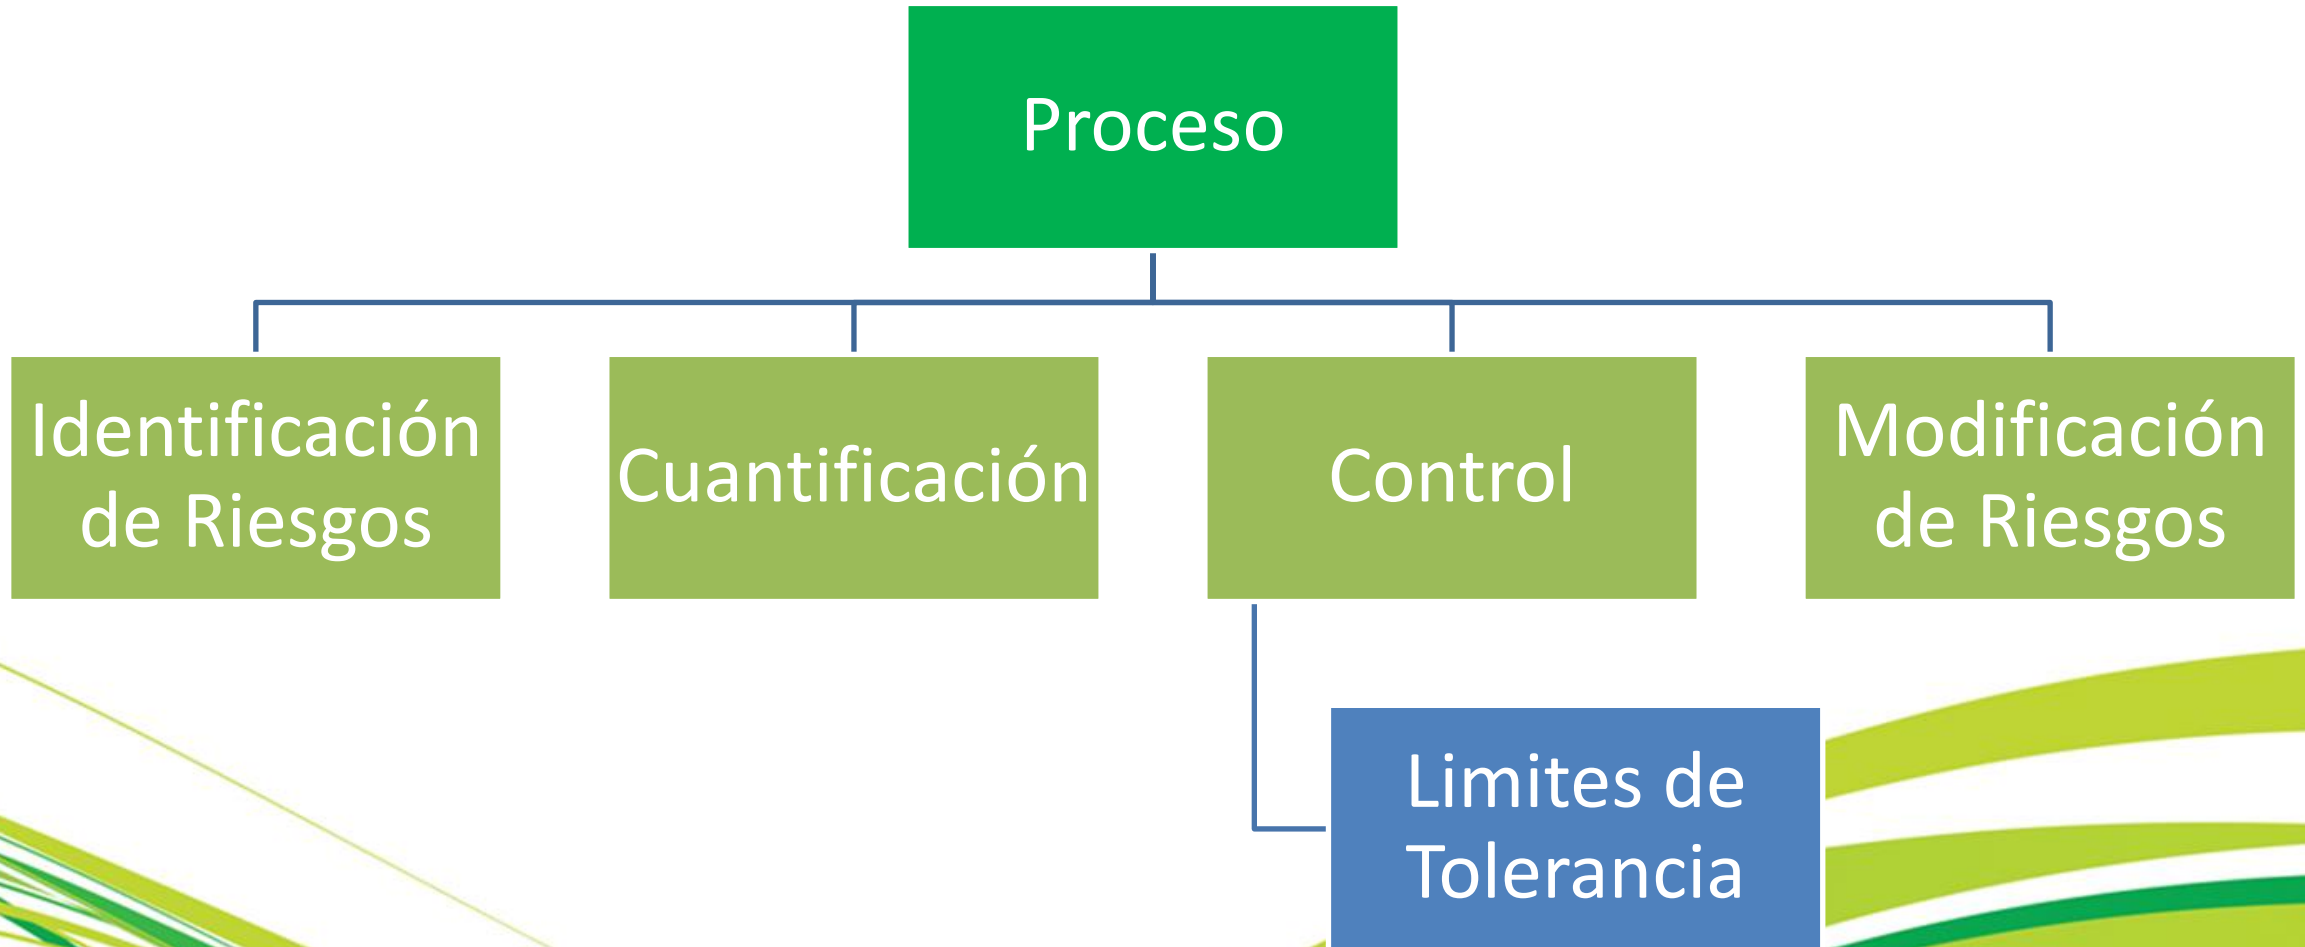 Proceso
Identificación
de Riesgos
Cuantificación
Control
Modificación
de Riesgos
Limites de
Tolerancia